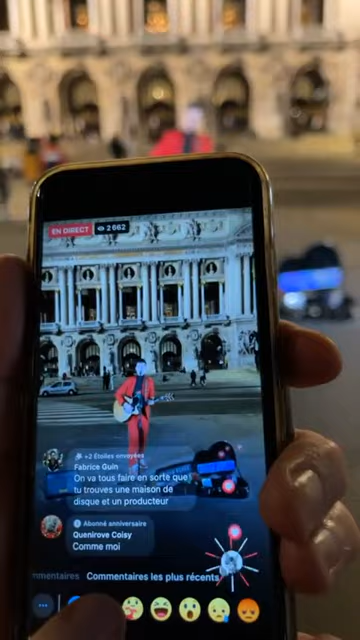 EN DIRECT 2 662
+2 Étoiles envoyées
Fabrice Guin
On va tous faire en sorte que
tu trouves une maison de
disque et un producteur
Abonné anniversaire
Quenirove Coisy
Comme moi
mmentaires Commentaires les plus récents